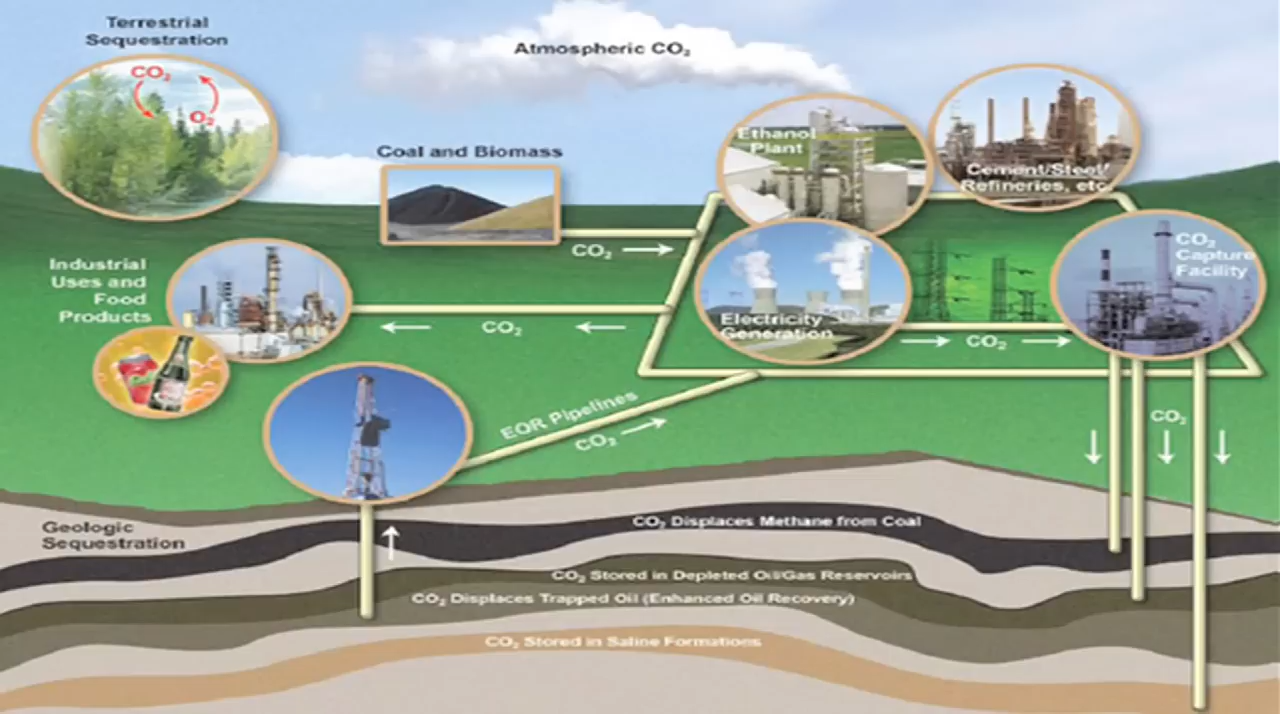 Terrestrial
Sequestration
CO₂
O₂
Atmospheric CO₂
Coal and Biomass
CO₂
Ethanol
Plant
Cement/Steel/
Refineries, etc.
CO₂
Capture
Facility
Electricity
Generation
CO₂
Industrial
Uses and
Food
Products
CO₂
EOR Pipelines
CO₂
CO₂
Geologic
Sequestration
CO₂ Displaces Methane from Coal
CO₂ Stored in Depleted Oil/Gas Reservoirs
CO₂ Displaces Trapped Oil (Enhanced Oil Recovery)
CO₂ Stored in Saline Formations